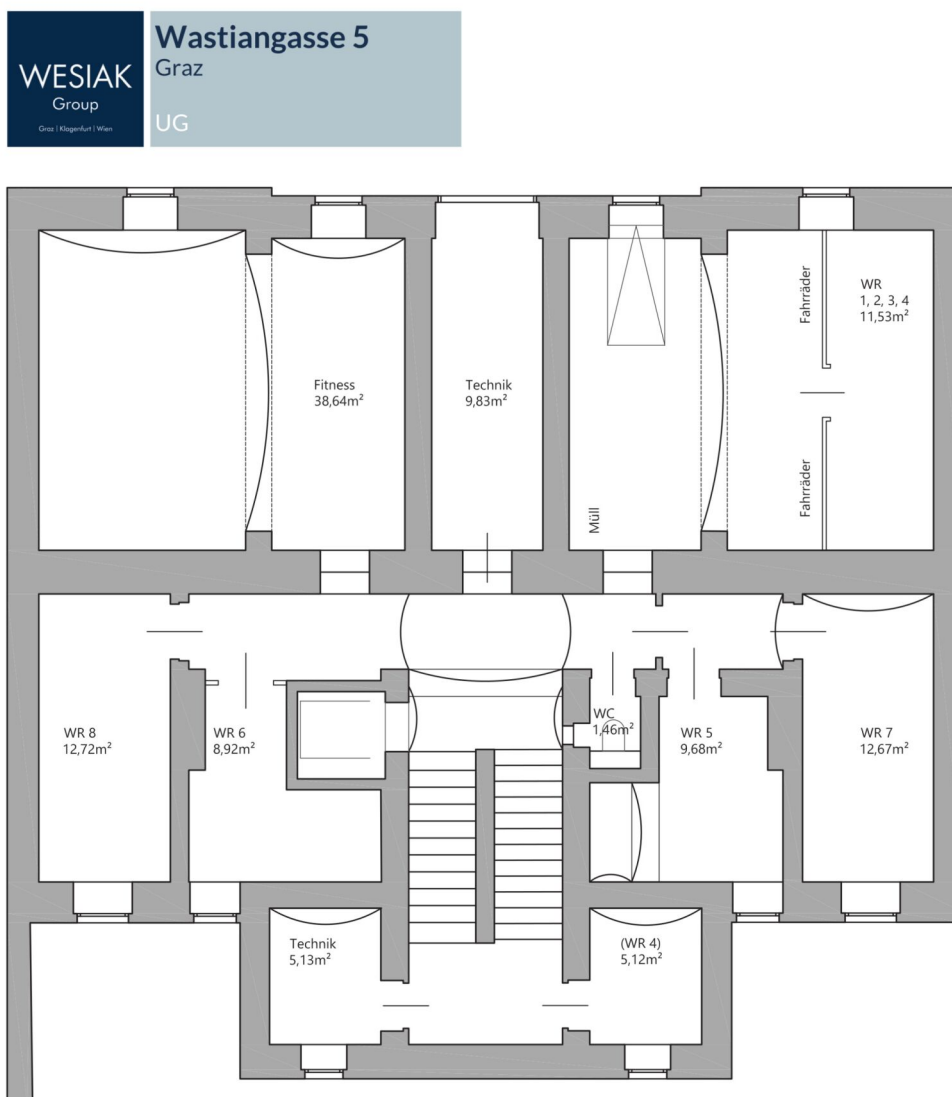 WESIAK
Group
Graz | Klagenfurt | Wien
Wastiangasse 5
Graz
UG
Fahrräder
WR
1, 2, 3, 4
11,53m²
Fitness
38,64m²
Technik
9,83m²
Müll
Fahrräder
WR 8
12,72m²
WR 6
8,92m²
WC
1,46m²
WR 5
9,68m²
WR 7
12,67m²
Technik
5,13m²
(WR 4)
5,12m²